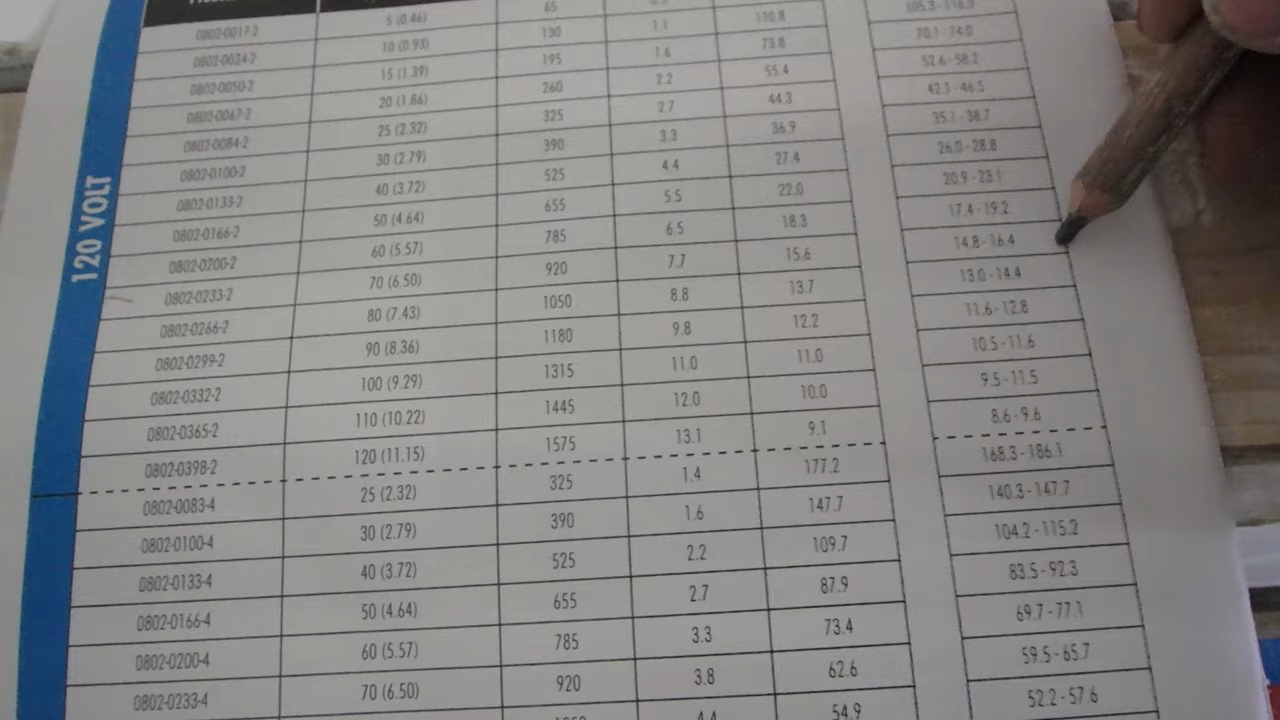 120 VOLT
0802-0017-2 5 (0.46) 65
0802-0034-2 10 (0.93) 130 1.1 110.8 105.3 - 116.3
0802-0050-2 15 (1.39) 195 1.6 73.8 70.1 - 74.0
0802-0067-2 20 (1.86) 260 2.2 55.4 52.6 - 58.2
0802-0084-2 25 (2.32) 325 2.7 44.3 42.1 - 46.5
0802-0100-2 30 (2.79) 390 3.3 36.9 35.1 - 38.7
0802-0133-2 40 (3.72) 525 4.4 27.4 26.0 - 28.8
0802-0166-2 50 (4.64) 655 5.5 22.0 20.9 - 23.1
0802-0200-2 60 (5.57) 785 6.5 18.3 17.4 - 19.2
0802-0233-2 70 (6.50) 920 7.7 15.6 14.8 - 16.4
0802-0266-2 80 (7.43) 1050 8.8 13.7 13.0 - 14.4
0802-0299-2 90 (8.36) 1180 9.8 12.2 11.6 - 12.8
0802-0332-2 100 (9.29) 1315 11.0 11.0 10.5 - 11.6
0802-0365-2 110 (10.22) 1445 12.0 10.0 9.5 - 11.5
0802-0398-2 120 (11.15) 1575 13.1 9.1 8.6 - 9.6
0802-0083-4 25 (2.32) 325 1.4 177.2 168.3 - 186.1
0802-0100-4 30 (2.79) 390 1.6 147.7 140.3 - 147.7
0802-0133-4 40 (3.72) 525 2.2 109.7 104.2 - 115.2
0802-0166-4 50 (4.64) 655 2.7 87.9 83.5 - 92.3
0802-0200-4 60 (5.57) 785 3.3 73.4 69.7 - 77.1
0802-0233-4 70 (6.50) 920 3.8 62.6 59.5 - 65.7
4.4 54.9 52.2 - 57.6